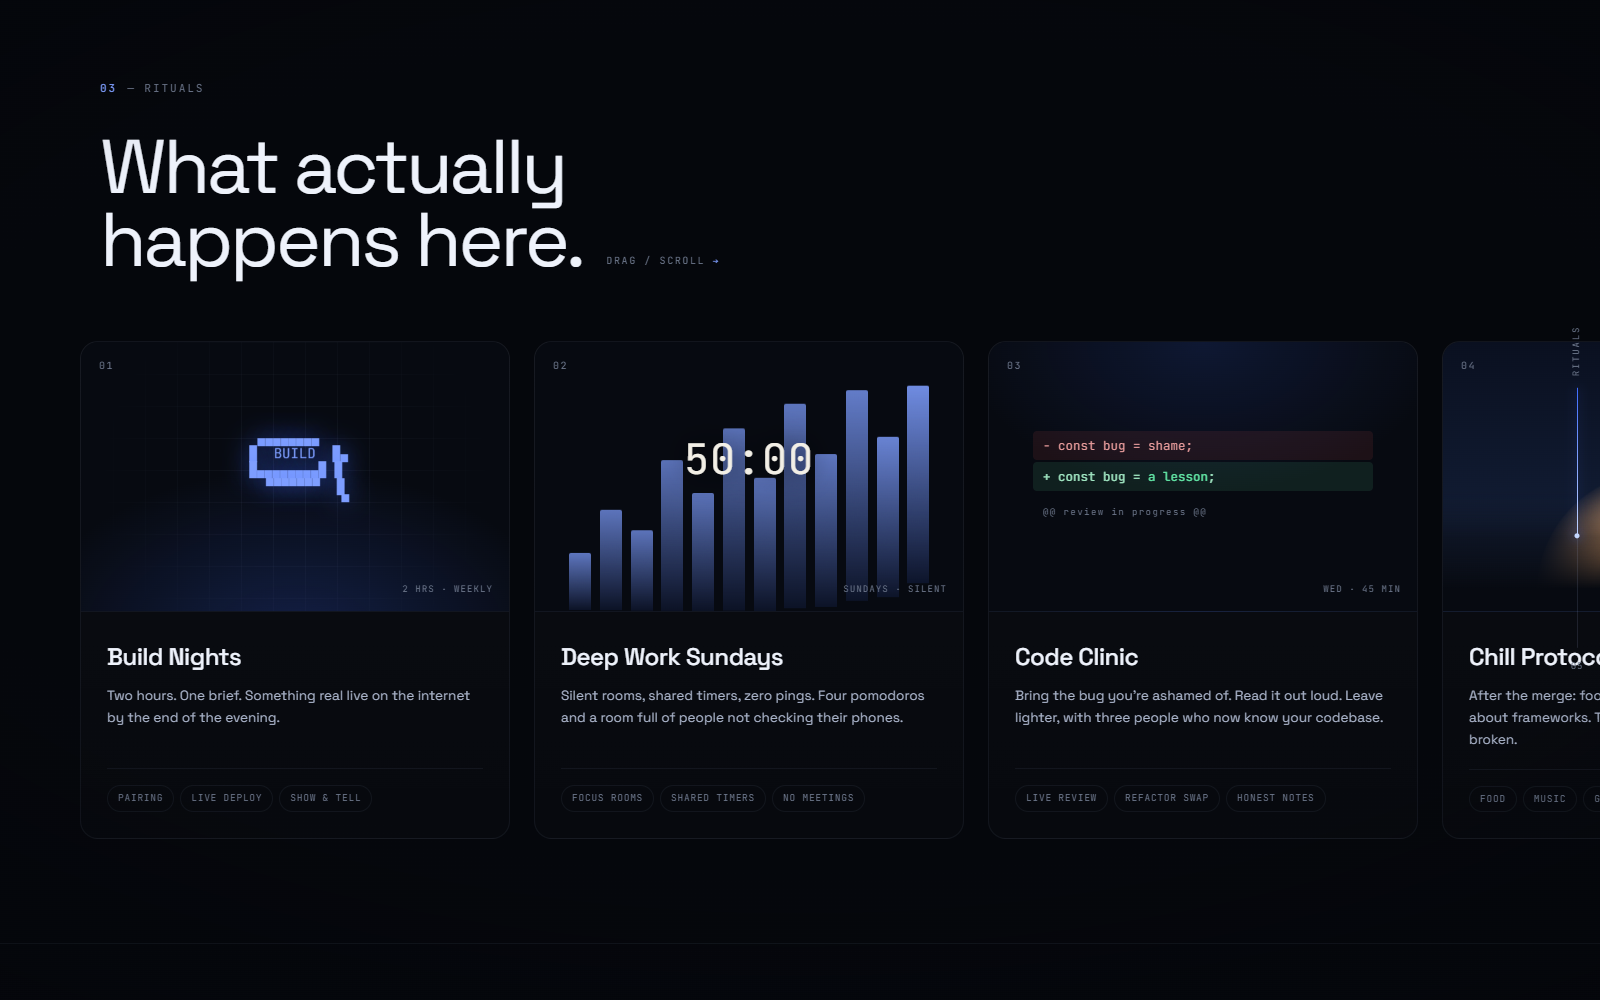 03 — RITUALS
What actually
happens here.
DRAG / SCROLL →
RITUALS
01
BUILD
2 HRS · WEEKLY
Build Nights
Two hours. One brief. Something real live on the internet
by the end of the evening.
PAIRING
LIVE DEPLOY
SHOW & TELL
02
50:00
SUNDAYS · SILENT
Deep Work Sundays
Silent rooms, shared timers, zero pings. Four pomodoros
and a room full of people not checking their phones.
FOCUS ROOMS
SHARED TIMERS
NO MEETINGS
03
- const bug = shame;
+ const bug = a lesson;
@@ review in progress @@
WED · 45 MIN
Code Clinic
Bring the bug you’re ashamed of. Read it out loud. Leave
lighter, with three people who now know your codebase.
LIVE REVIEW
REFACTOR SWAP
HONEST NOTES
04
Chill Protoc
After the merge: foo
about frameworks. T
broken.
FOOD
MUSIC